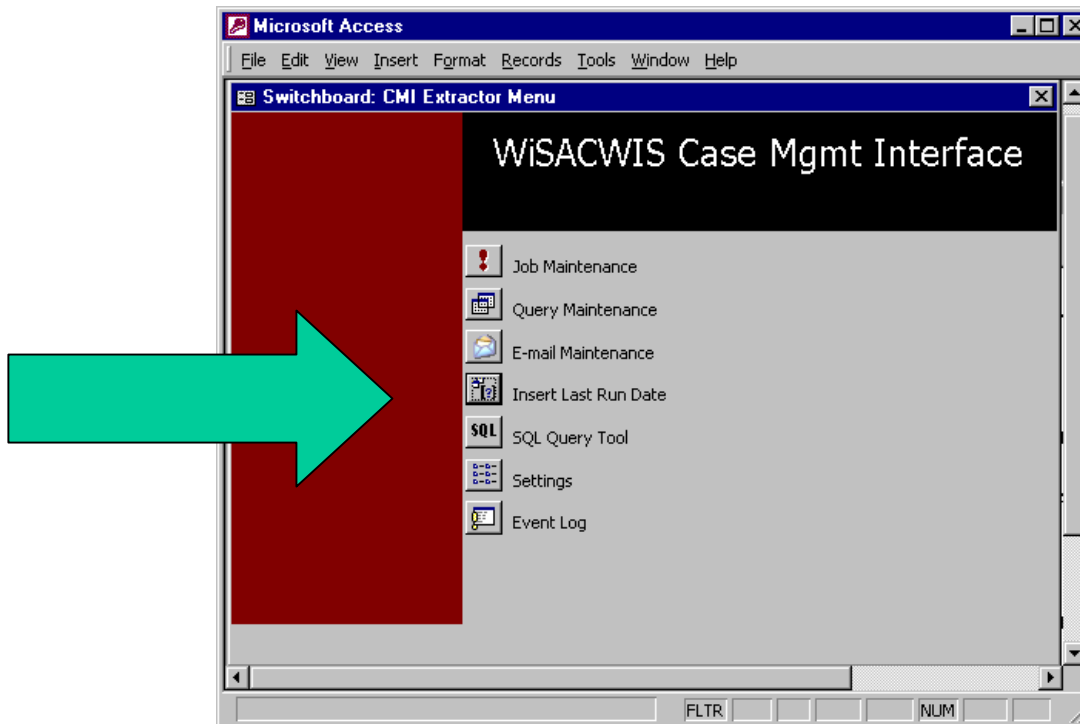 Microsoft Access
File Edit View Insert Format Records Tools Window Help
Switchboard: CMI Extractor Menu
WiSACWIS Case Mgmt Interface
Job Maintenance
Query Maintenance
E-mail Maintenance
Insert Last Run Date
SQL SQL Query Tool
Settings
Event Log
FLTR NUM